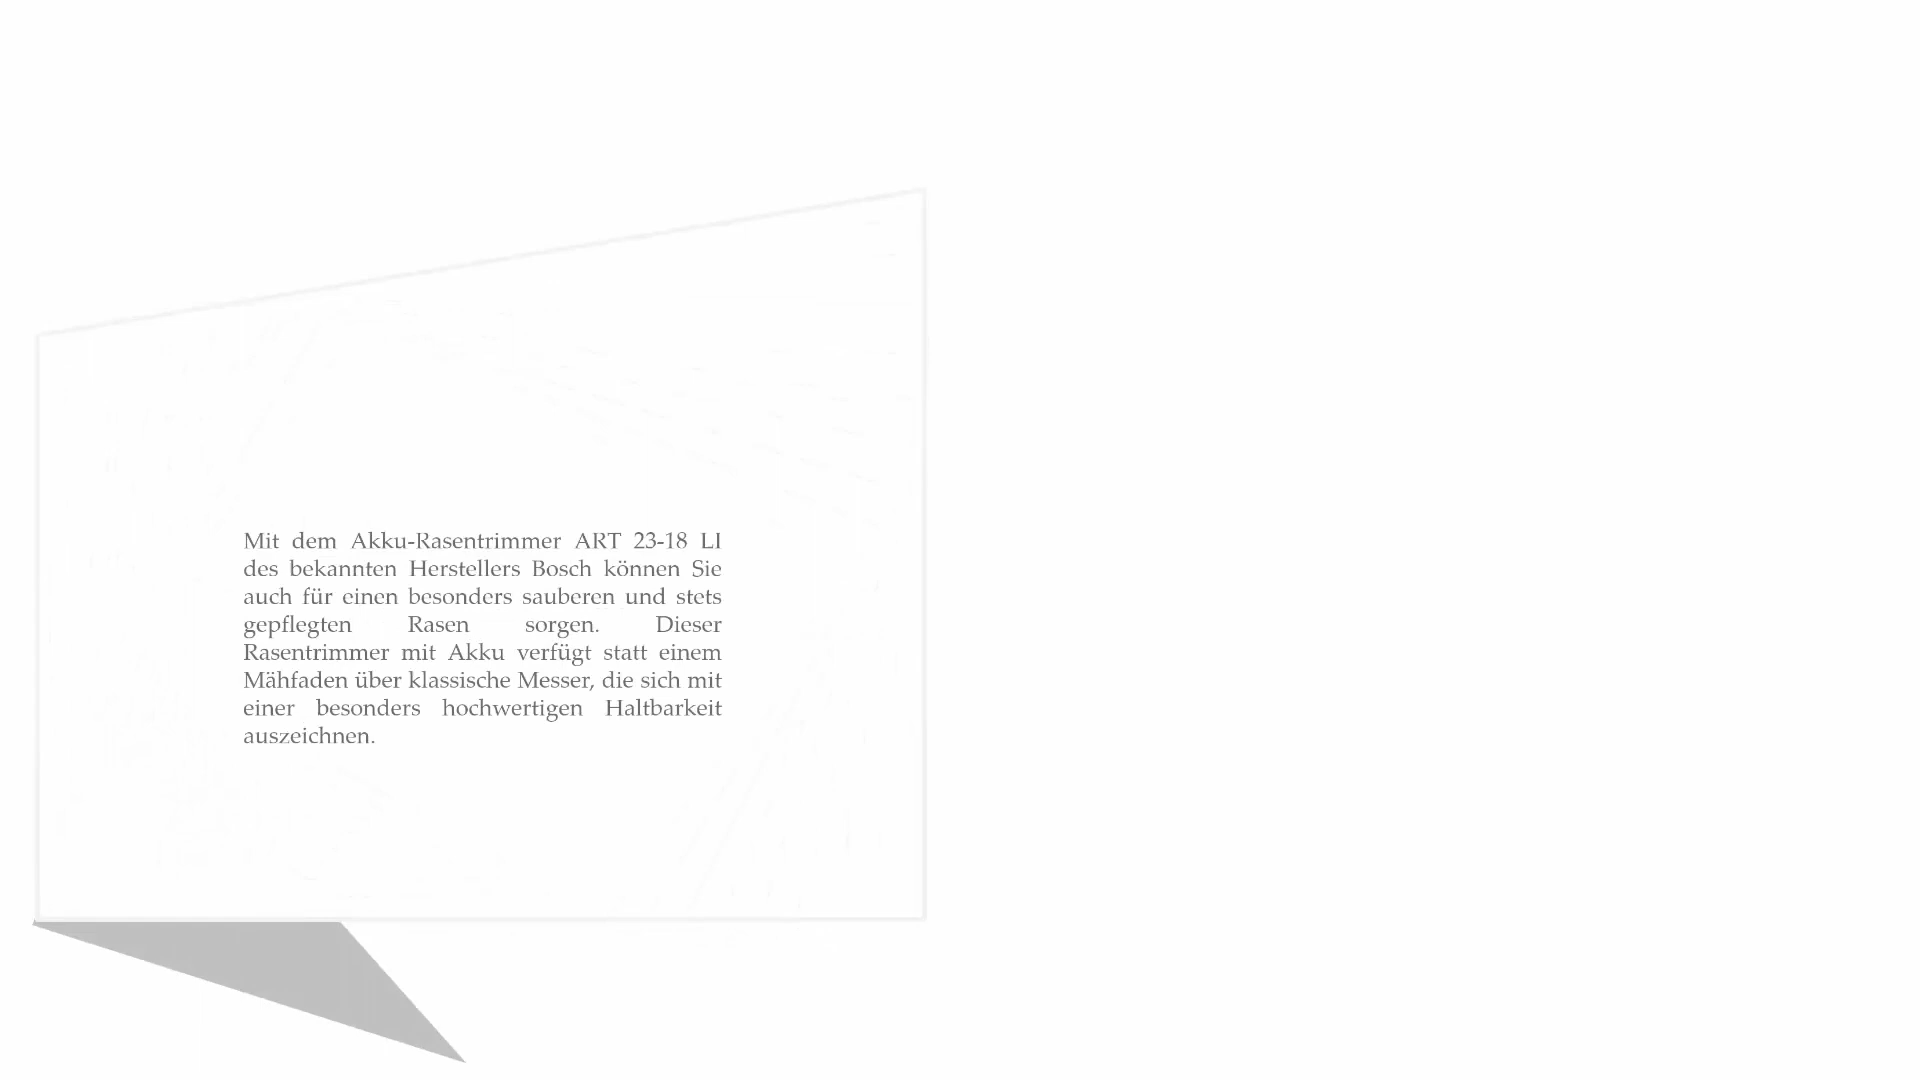 Mit dem Akku-Rasentrimmer ART 23-18 LI
des bekannten Herstellers Bosch können Sie
auch für einen besonders sauberen und stets
gepflegten Rasen sorgen. Dieser
Rasentrimmer mit Akku verfügt statt einem
Mähfaden über klassische Messer, die sich mit
einer besonders hochwertigen Haltbarkeit
auszeichnen.